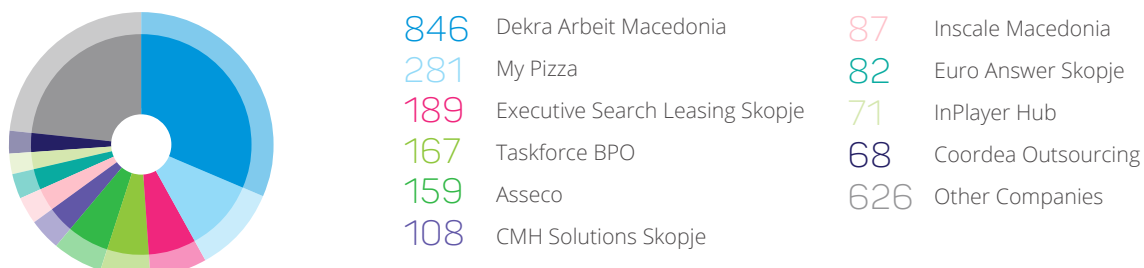 846 Dekra Arbeit Macedonia
281 My Pizza
189 Executive Search Leasing Skopje
167 Taskforce BPO
159 Asseco
108 CMH Solutions Skopje
87 Inscale Macedonia
82 Euro Answer Skopje
71 InPlayer Hub
68 Coordea Outsourcing
626 Other Companies